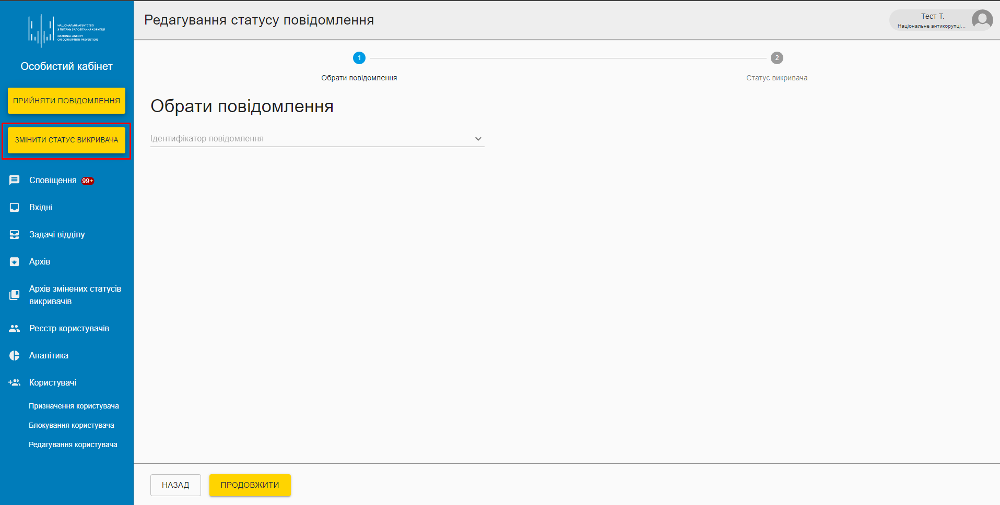 НАЦІОНАЛЬНЕ АГЕНТСТВО
З ПИТАНЬ ЗАПОБІГАННЯ КОРУПЦІЇ
NATIONAL AGENCY
ON CORRUPTION PREVENTION
Особистий кабінет
ПРИЙНЯТИ ПОВІДОМЛЕННЯ
ЗМІНИТИ СТАТУС ВИКРИВАЧА
Сповіщення 99+
Вхідні
Задачі відділу
Архів
Архів змінених статусів
викривачів
Реєстр користувачів
Аналітика
Користувачі
Призначення користувача
Блокування користувача
Редагування користувача
Редагування статусу повідомлення
Тест Т.
Національне антикорупці...
1
2
Обрати повідомлення
Статус викривача
Обрати повідомлення
Ідентифікатор повідомлення
НАЗАД
ПРОДОВЖИТИ